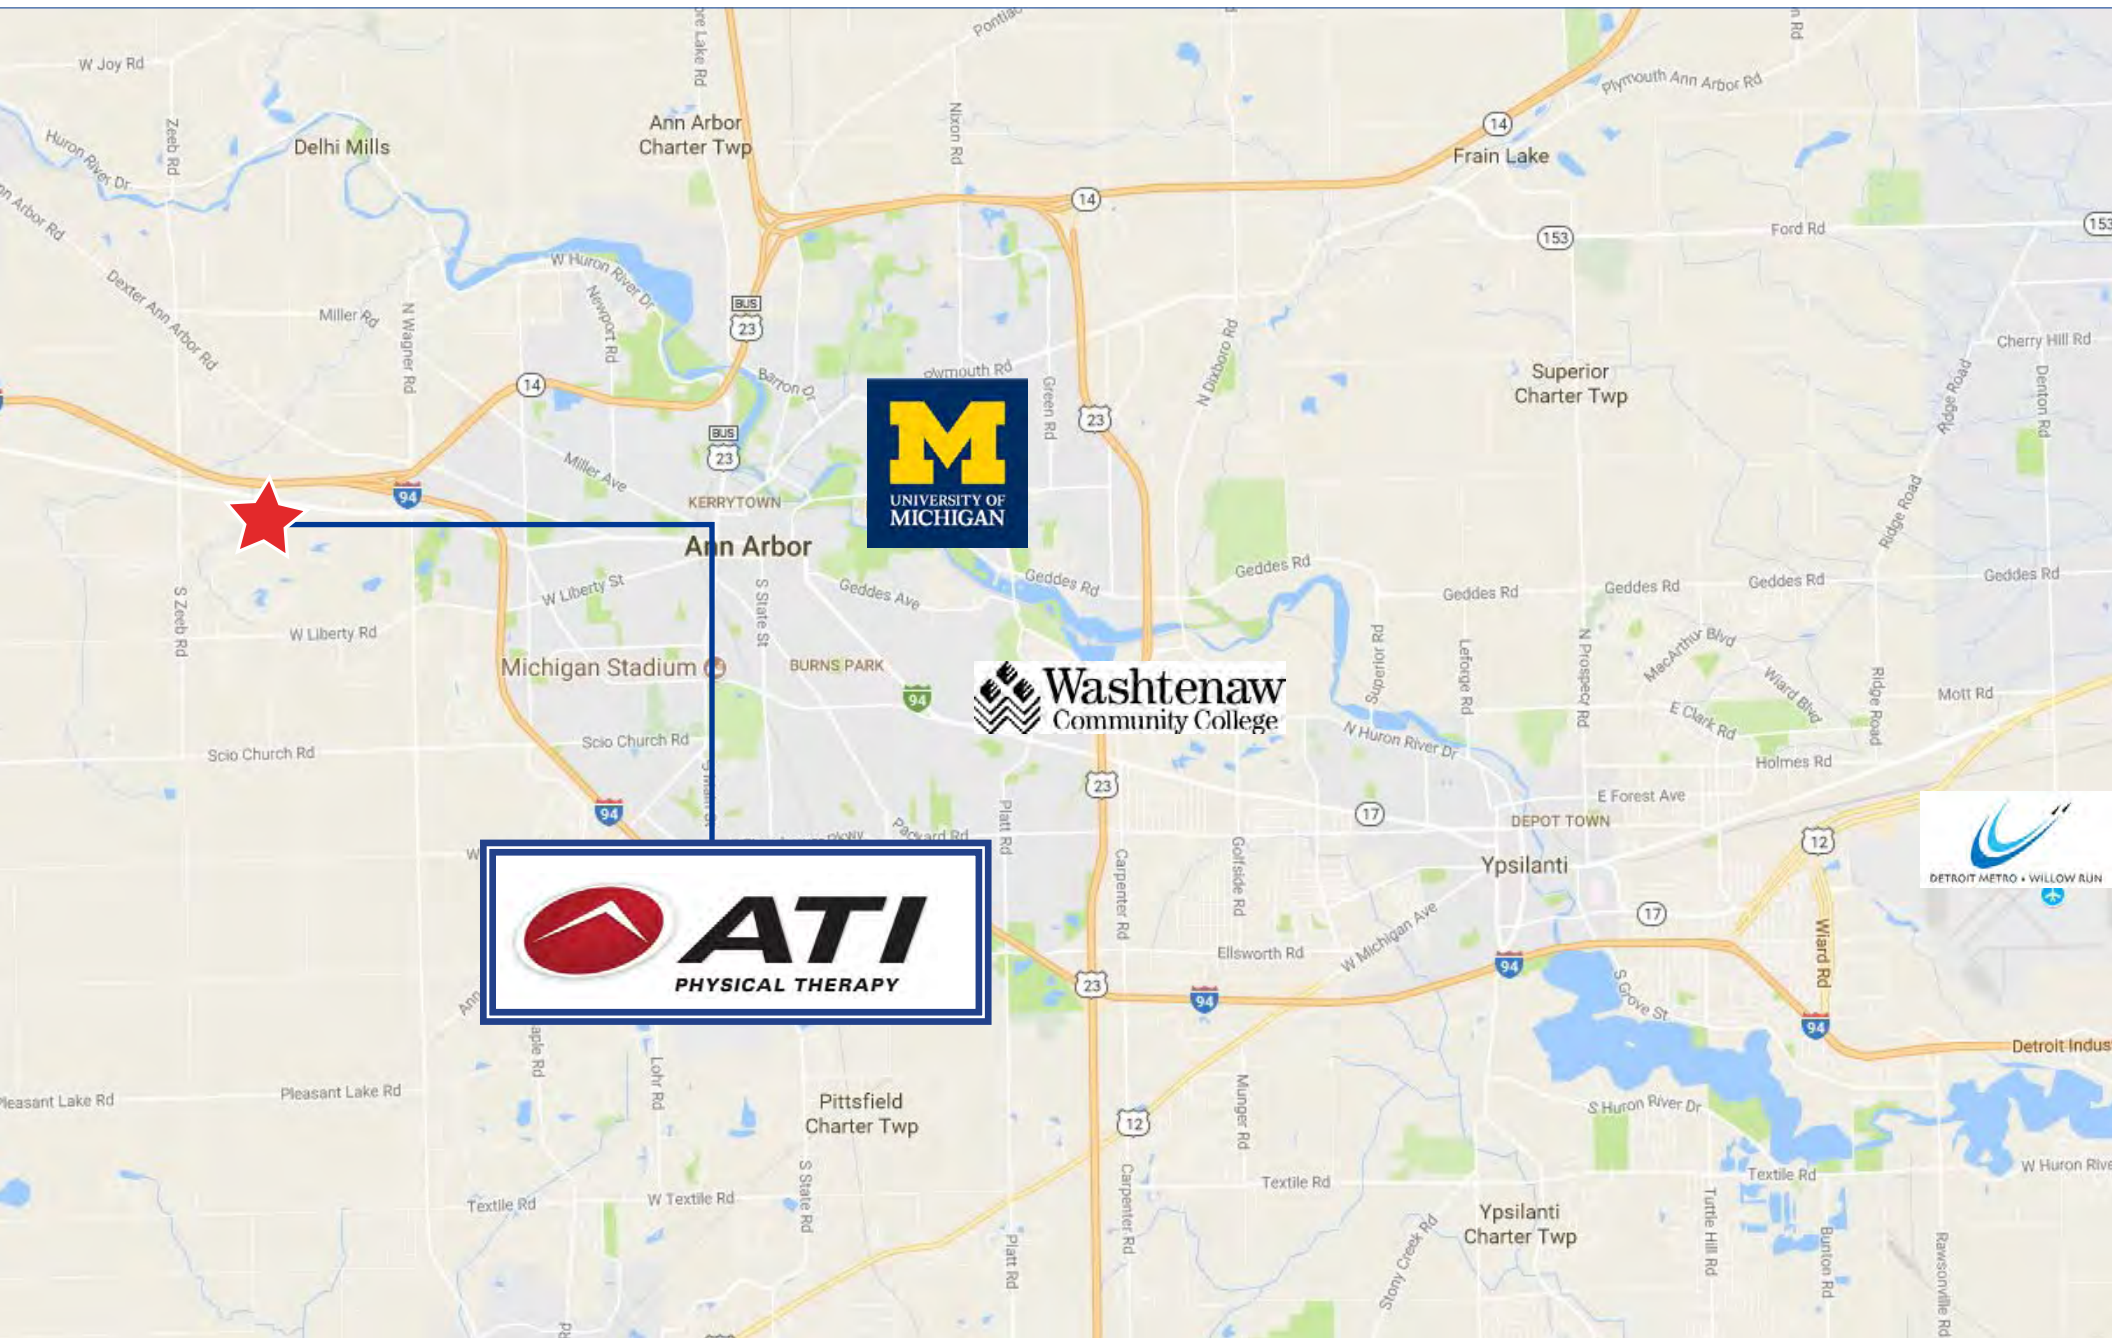 Pontiac
W Joy Rd
Plymouth Ann Arbor Rd
Zeeb Rd
Huron River Dr
Delhi Mills
Ann Arbor
Charter Twp
Nixon Rd
14
Frain Lake
14
153
Ford Rd
153
Arbor Rd
W Huron River Dr
Dexter Ann Arbor Rd
Miller Rd
N Wagner Rd
Newport Rd
BUS
23
N Dixboro Rd
Cherry Hill Rd
Ridge Road
Denton Rd
Superior
Charter Twp
14
Barron Dr
Plymouth Rd
Green Rd
23
BUS
23
Miller Ave
94
KERRYTOWN
UNIVERSITY OF
MICHIGAN
Ridge Road
Ann Arbor
S Zeeb Rd
W Liberty St
S State St
Geddes Ave
Geddes Rd
Geddes Rd
Geddes Rd
Geddes Rd
Geddes Rd
Geddes Rd
W Liberty Rd
Michigan Stadium
BURNS PARK
94
Washtenaw
Community College
Superior Rd
Leforge Rd
N Prospect Rd
MacArthur Blvd
Wiard Blvd
Ridge Road
Mott Rd
E Clark Rd
Scio Church Rd
Scio Church Rd
N Huron River Dr
Holmes Rd
S Main St
94
23
Platt Rd
Packard Rd
17
E Forest Ave
DEPOT TOWN
12
DETROIT METRO • WILLOW RUN
Ypsilanti
Carpenter Rd
Golfside Rd
ATI
PHYSICAL THERAPY
17
Wiard Rd
Ellsworth Rd
W Michigan Ave
94
23
94
S Grove St
94
Detroit Indus
Lohr Rd
Pleasant Lake Rd
Pleasant Lake Rd
Pittsfield
Charter Twp
12
Munger Rd
S Huron River Dr
Textile Rd
W Textile Rd
S State Rd
Carpenter Rd
Textile Rd
Textile Rd
W Huron Rive
Platt Rd
Stony Creek Rd
Ypsilanti
Charter Twp
Tuttle Hill Rd
Bunton Rd
Rawsonville Rd